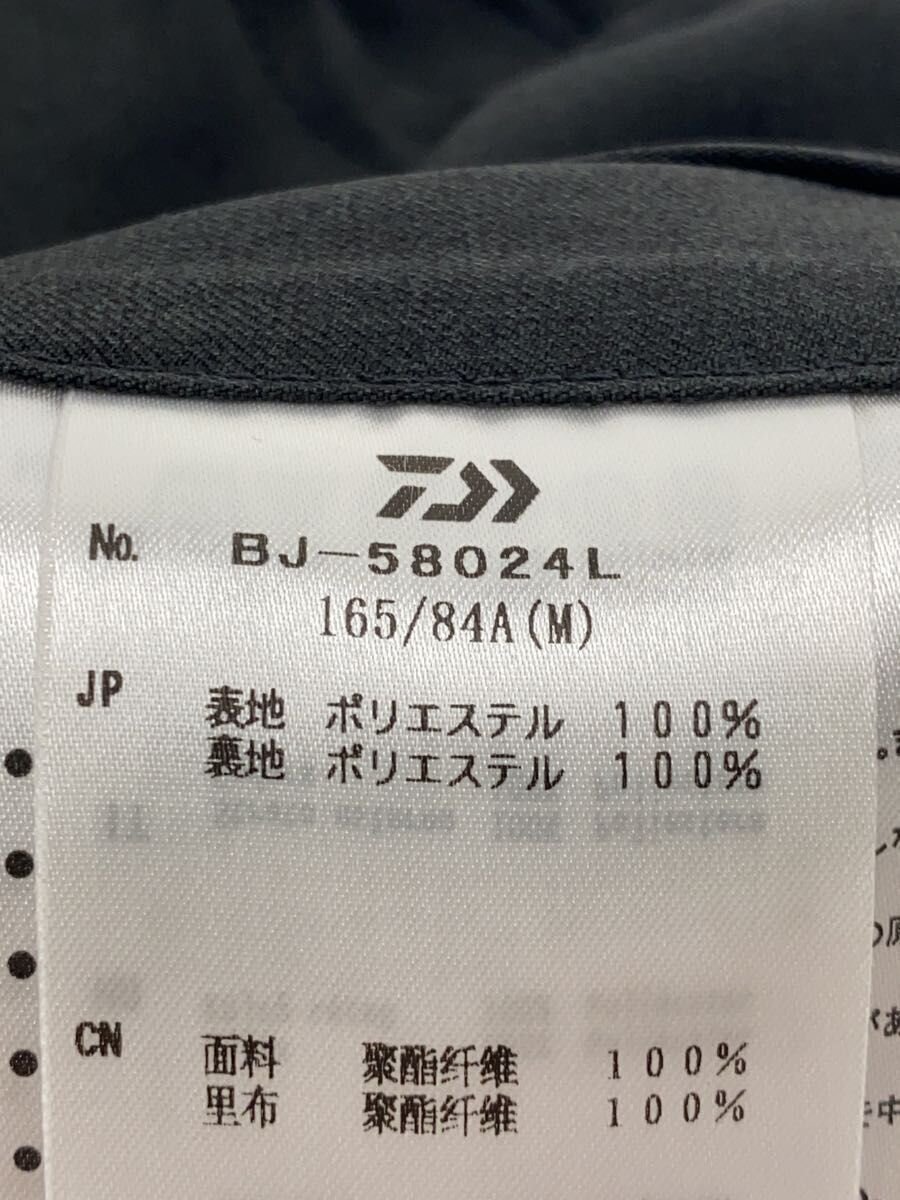 No. BJ-58024L
165/84A(M)
JP 表地 ポリエステル 100%
裏地 ポリエステル 100%
CN 面料 聚酯纤维 100%
里布 聚酯纤维 100%